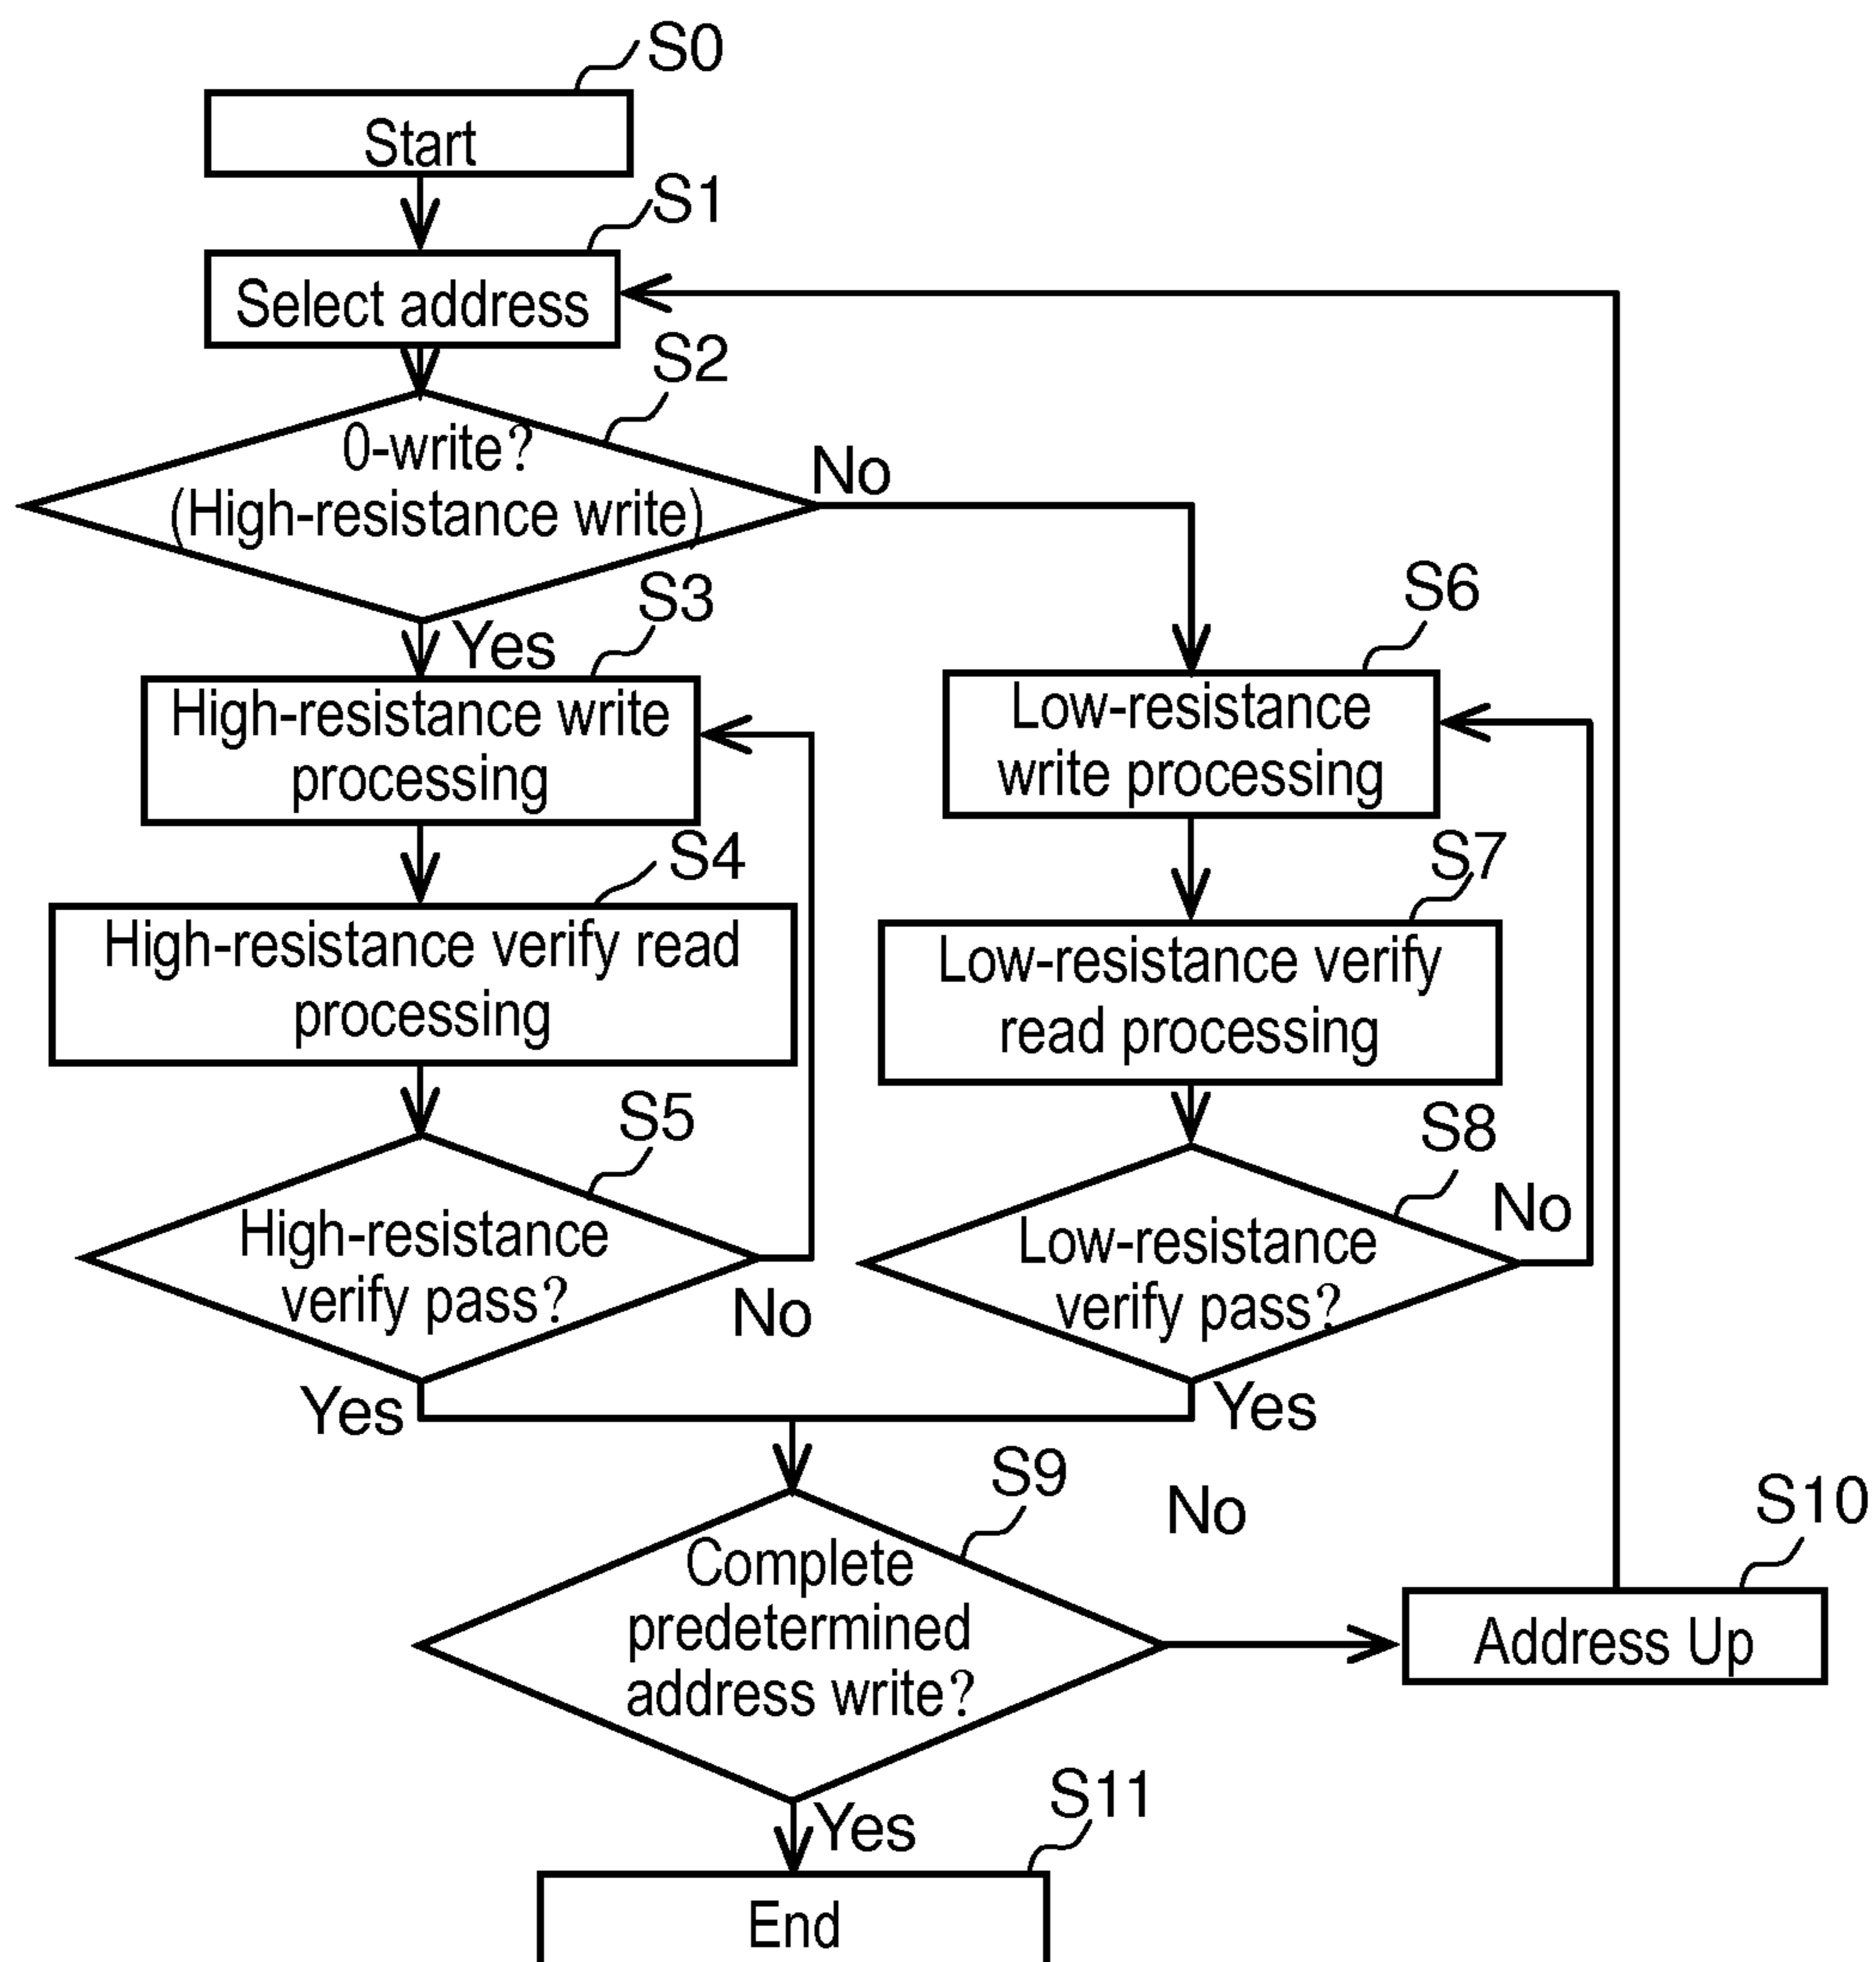 S0
Start
S1
Select address
S2
0-write?
(High-resistance write)
No
Yes
S3
High-resistance write
processing
S4
High-resistance verify read
processing
S5
High-resistance
verify pass?
No
Yes
S6
Low-resistance
write processing
S7
Low-resistance verify
read processing
S8
Low-resistance
verify pass?
No
Yes
S9
Complete
predetermined
address write?
No
S10
Address Up
Yes
S11
End